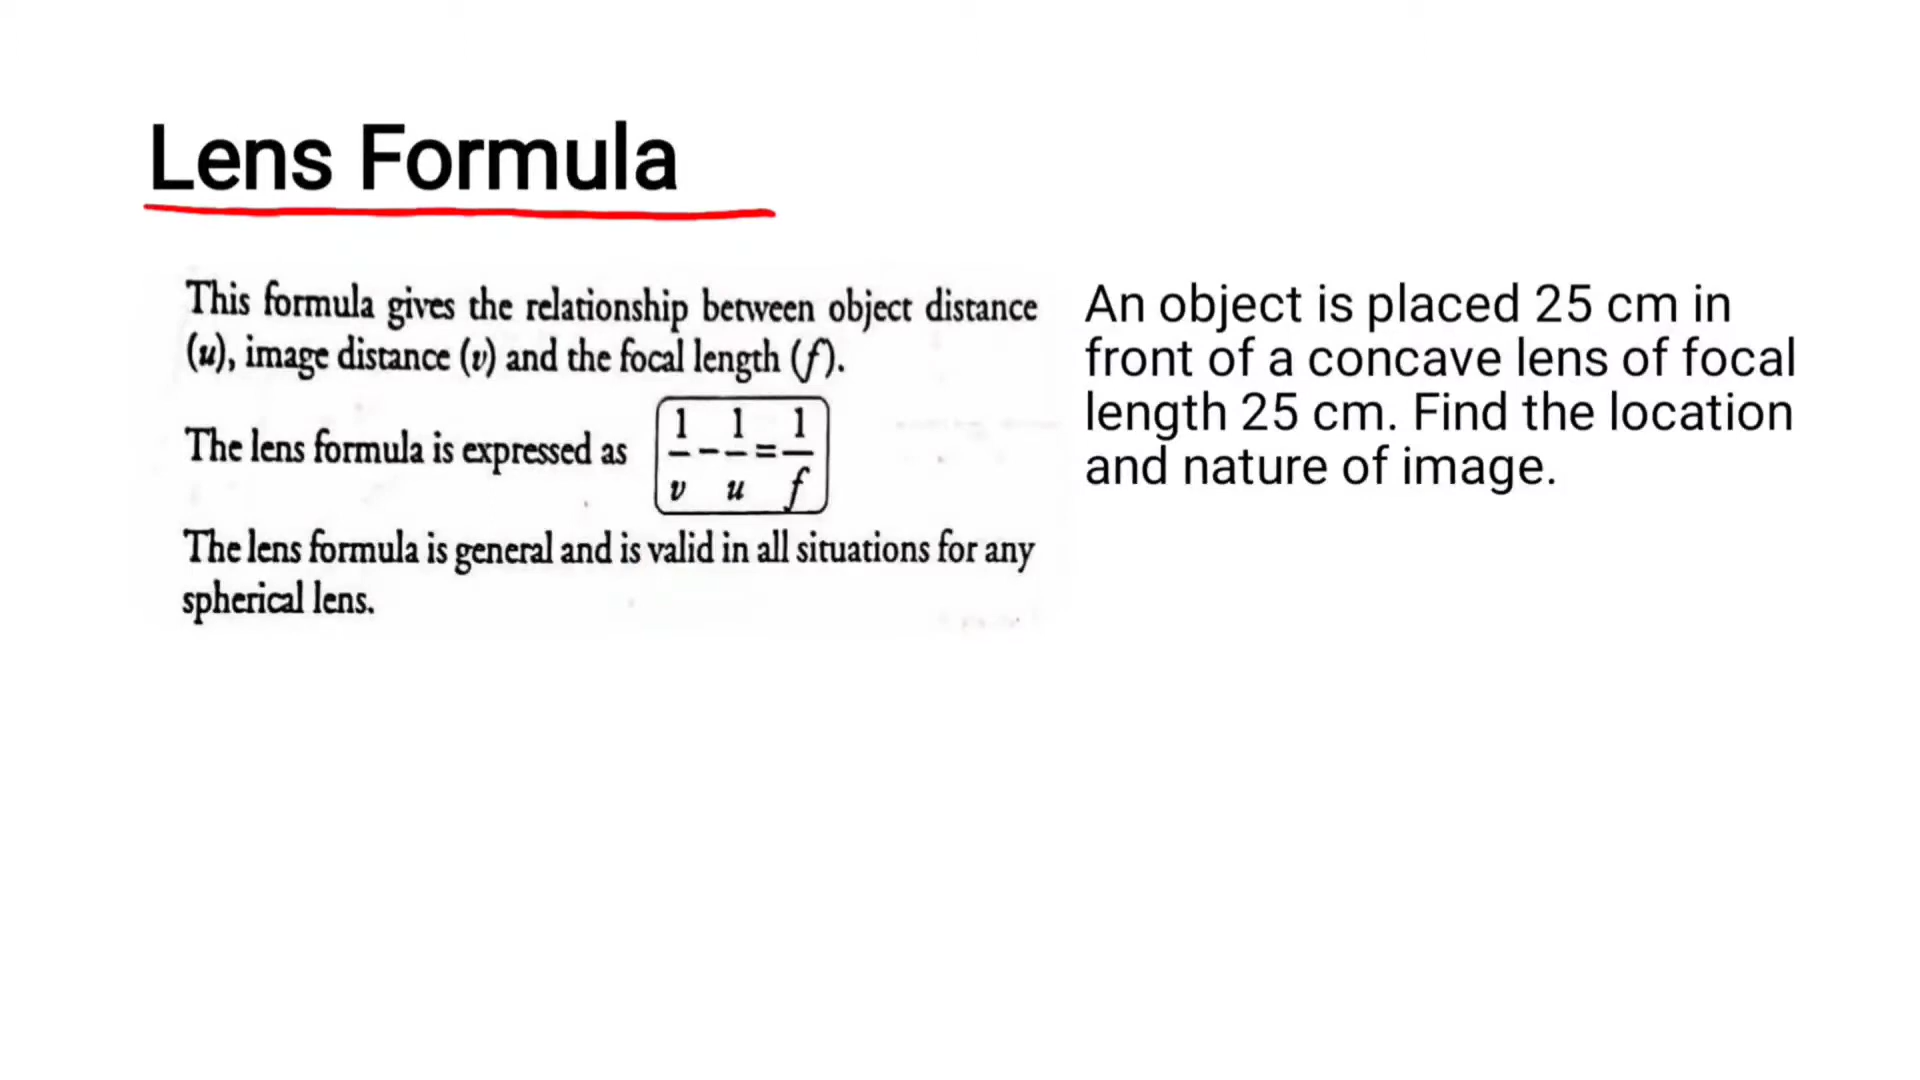 Lens Formula
This formula gives the relationship between object distance
(u), image distance (v) and the focal length (f).
The lens formula is expressed as 1/v - 1/u = 1/f
The lens formula is general and is valid in all situations for any
spherical lens.
An object is placed 25 cm in
front of a concave lens of focal
length 25 cm. Find the location
and nature of image.